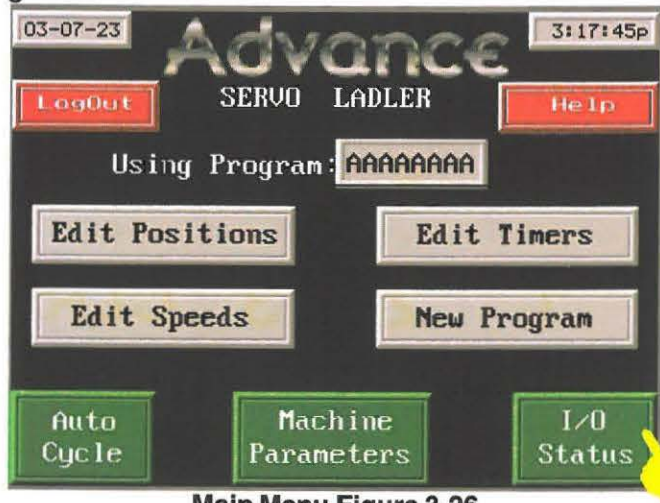 03-07-23
3:17:45p
Advance
LogOut
SERVO LADLER
Help
Using Program: AAAAAAAA
Edit Positions
Edit Timers
Edit Speeds
New Program
Auto
Cycle
Machine
Parameters
I/O
Status
Main Menu Figure 3-26